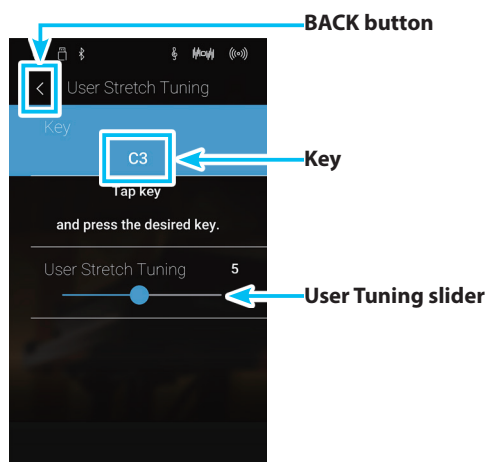 BACK button
User Stretch Tuning
Key
C3
Key
Tap key
and press the desired key.
User Stretch Tuning 5
User Tuning slider